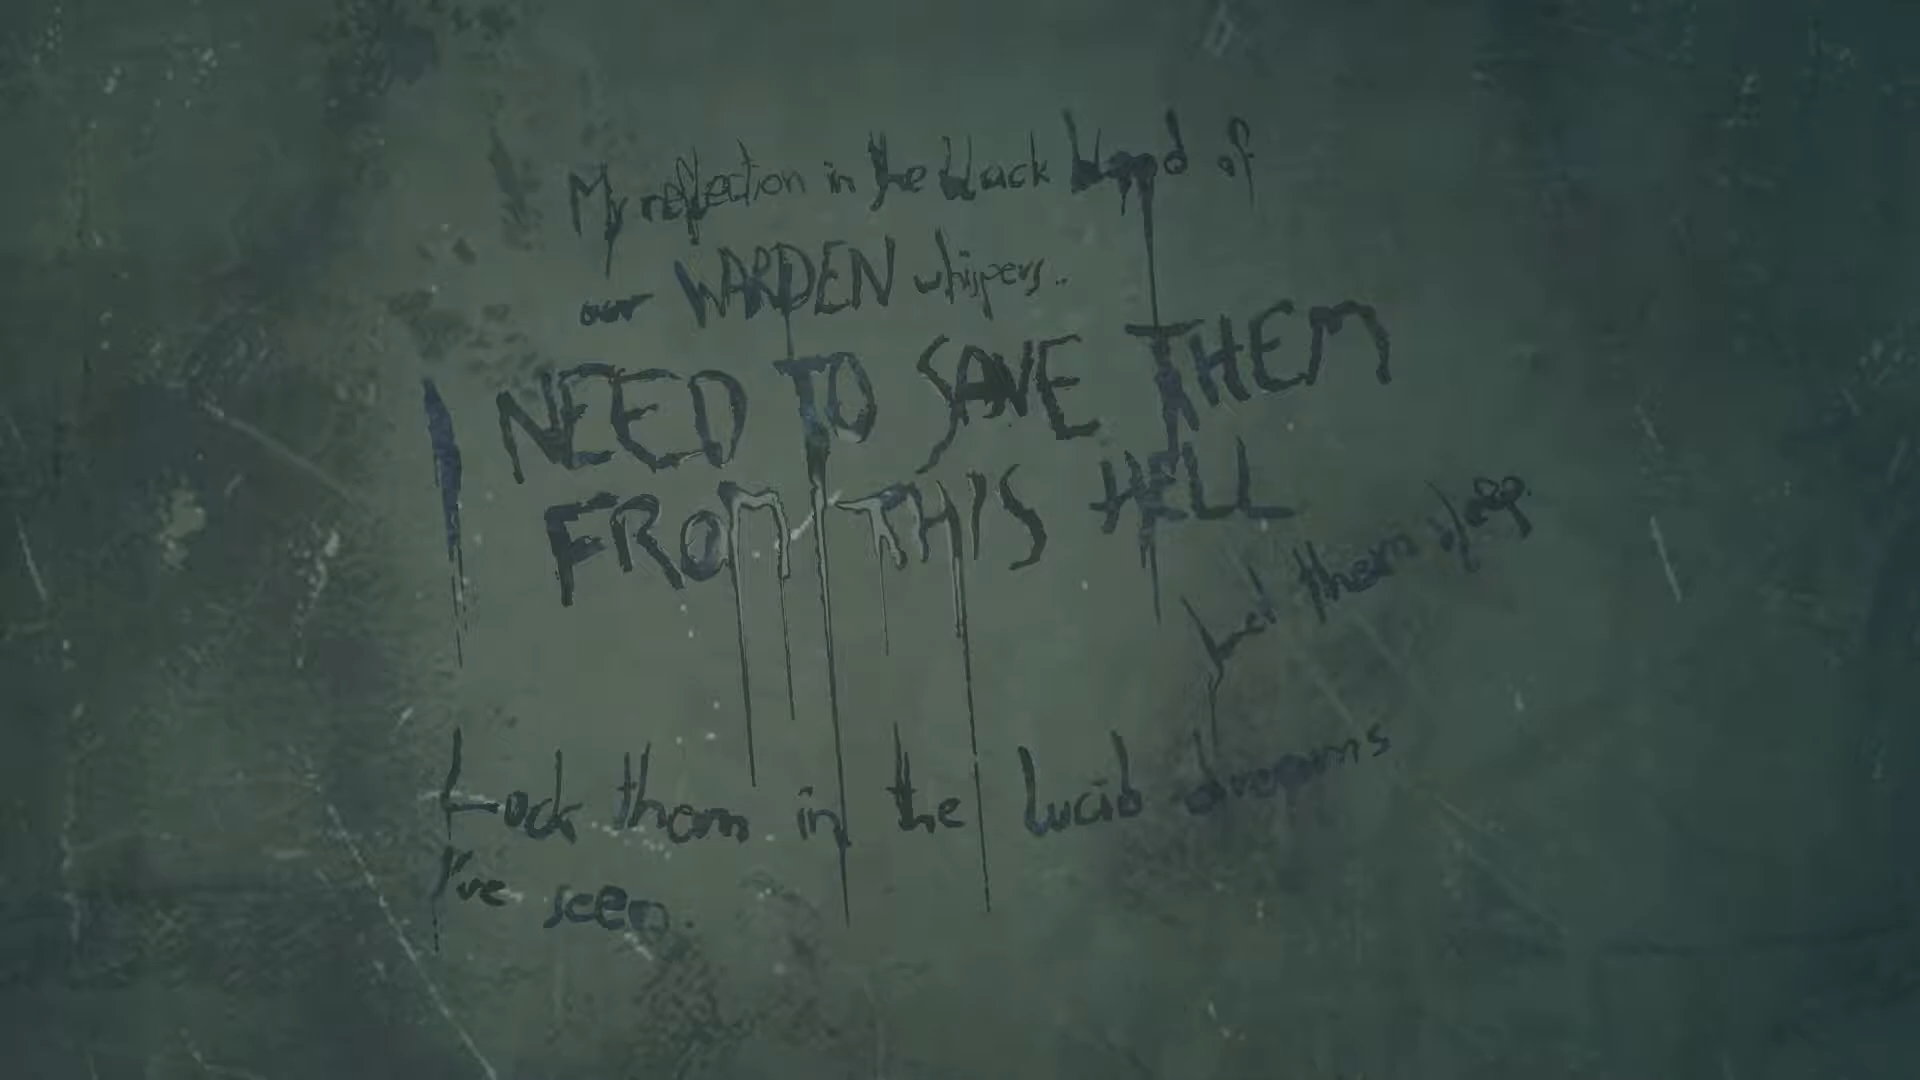 My reflection in the black blood of
our WARDEN whispers..
I NEED TO SAVE THEM
FROM THIS HELL
Let them sleep.
Lock them in the lucid dreams
I've seen.